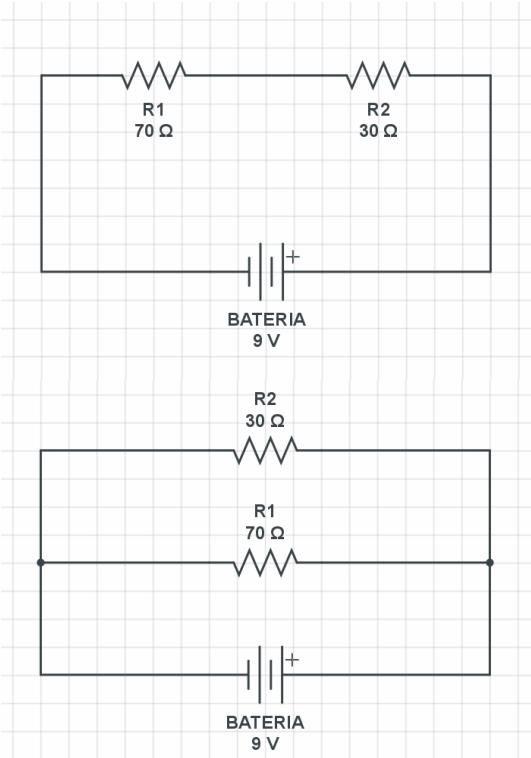 R1
70 Ω
R2
30 Ω
+
BATERIA
9 V
R2
30 Ω
R1
70 Ω
+
BATERIA
9 V